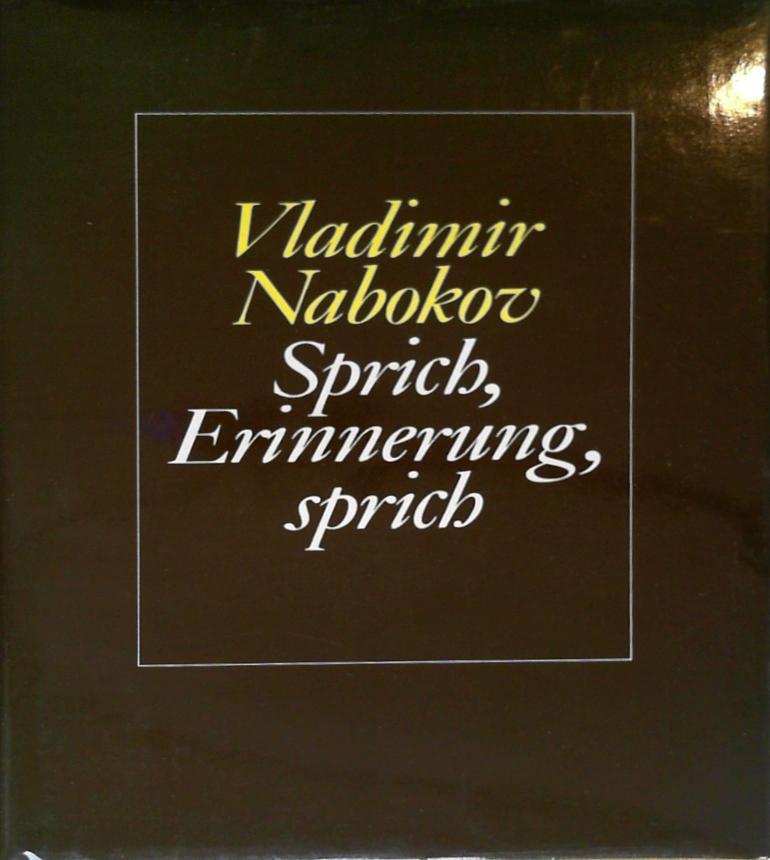 Vladimir
Nabokov
Sprich,
Erinnerung,
sprich